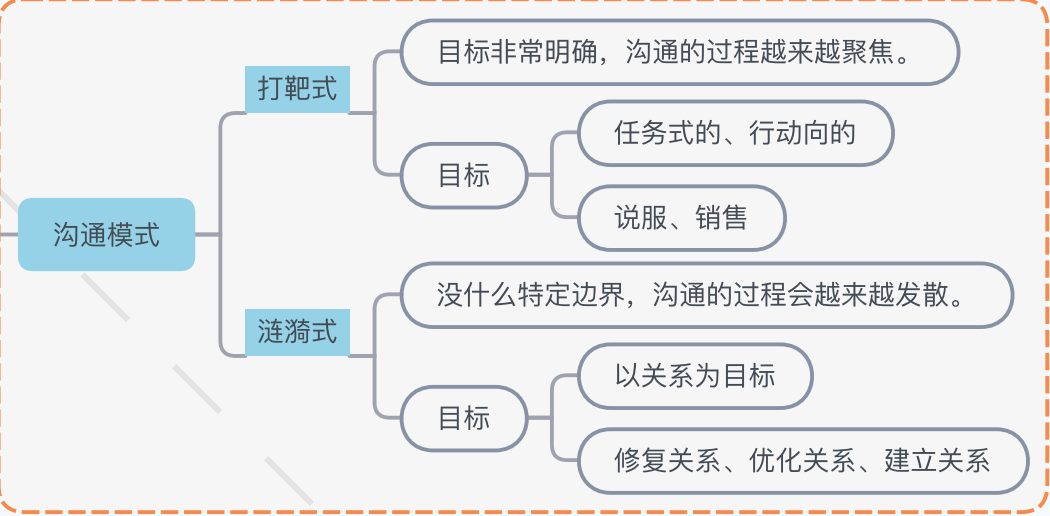 沟通模式
打靶式
目标非常明确，沟通的过程越来越聚焦。
目标
任务式的、行动向的
说服、销售
涟漪式
没什么特定边界，沟通的过程会越来越发散。
目标
以关系为目标
修复关系、优化关系、建立关系